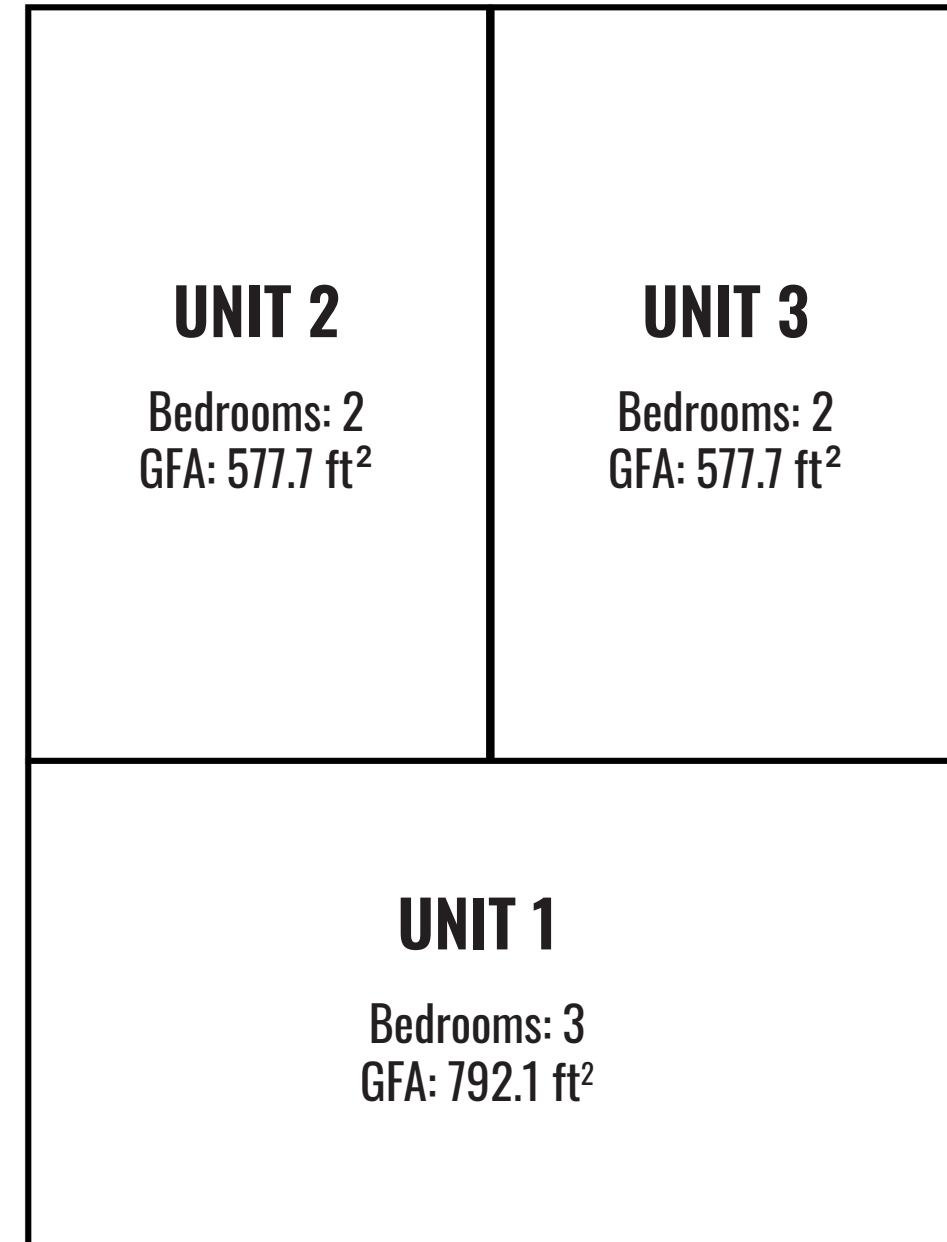 UNIT 2
Bedrooms: 2
GFA: 577.7 ft²
UNIT 3
Bedrooms: 2
GFA: 577.7 ft²
UNIT 1
Bedrooms: 3
GFA: 792.1 ft²